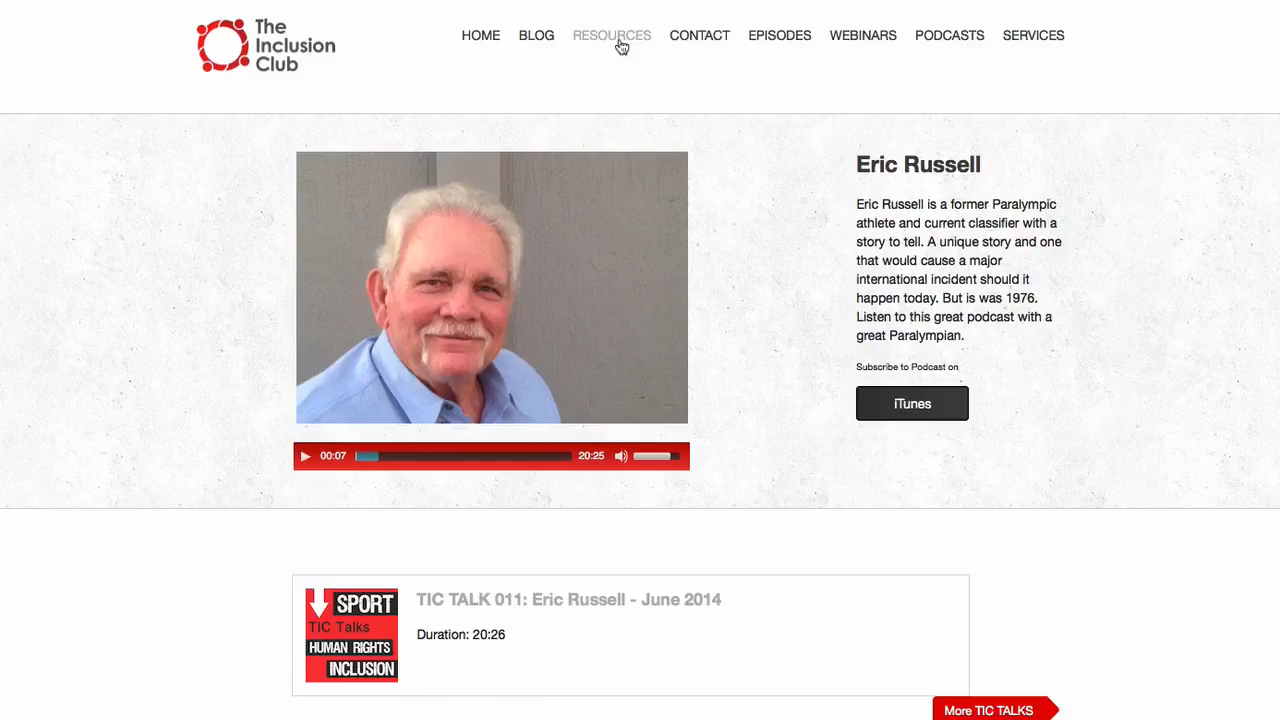 The
Inclusion
Club
HOME BLOG RESOURCES CONTACT EPISODES WEBINARS PODCASTS SERVICES
Eric Russell
Eric Russell is a former Paralympic
athlete and current classifier with a
story to tell. A unique story and one
that would cause a major
international incident should it
happen today. But is was 1976.
Listen to this great podcast with a
great Paralympian.
Subscribe to Podcast on
iTunes
00:07 20:25
SPORT
TIC Talks
HUMAN RIGHTS
INCLUSION
TIC TALK 011: Eric Russell - June 2014
Duration: 20:26
More TIC TALKS